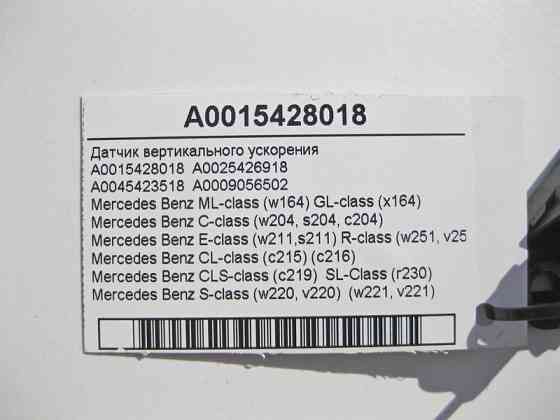 A0015428018
Датчик вертикального ускорения
A0015428018 A0025426918
A0045423518 A0009056502
Mercedes Benz ML-class (w164) GL-class (x164)
Mercedes Benz C-class (w204, s204, c204)
Mercedes Benz E-class (w211,s211) R-class (w251, v25
Mercedes Benz CL-class (c215) (c216)
Mercedes Benz CLS-class (c219) SL-Class (r230)
Mercedes Benz S-class (w220, v220) (w221, v221)